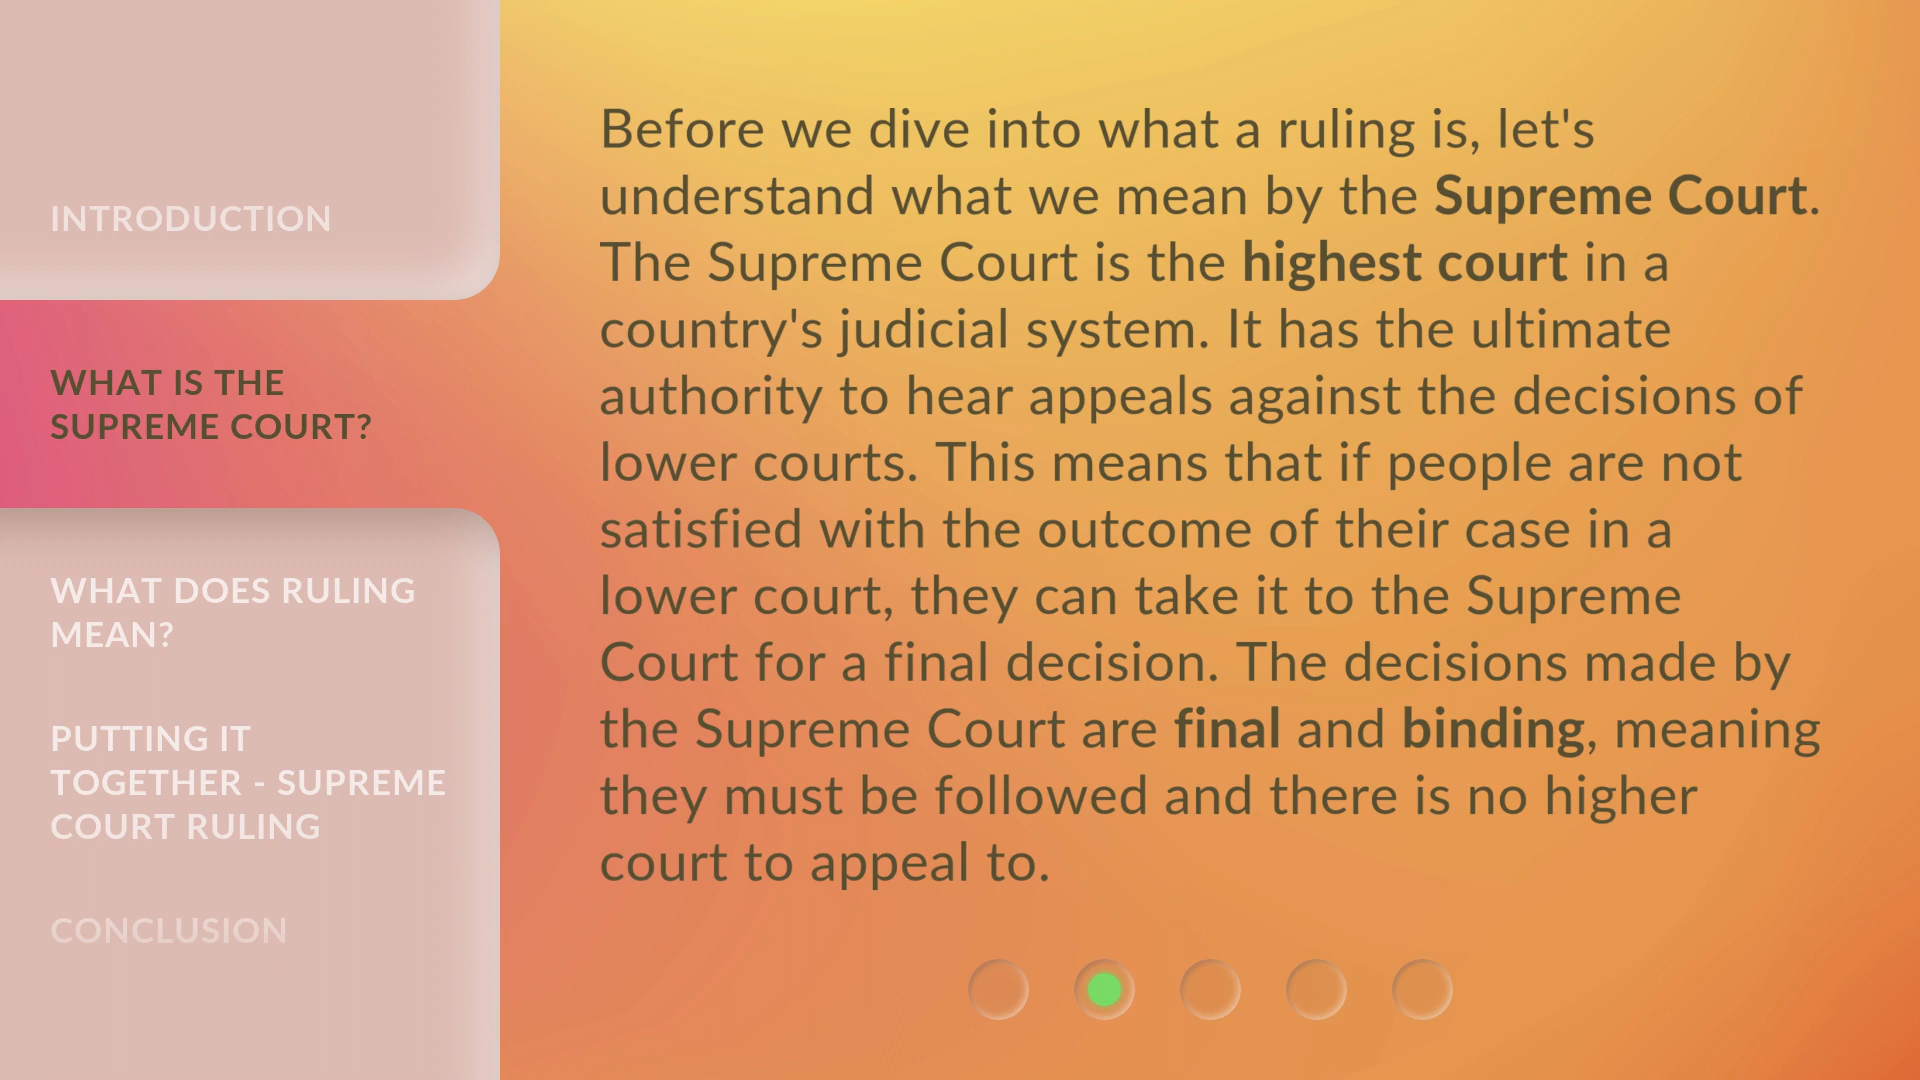 INTRODUCTION
WHAT IS THE
SUPREME COURT?
WHAT DOES RULING
MEAN?
PUTTING IT
TOGETHER - SUPREME
COURT RULING
CONCLUSION
Before we dive into what a ruling is, let's
understand what we mean by the Supreme Court.
The Supreme Court is the highest court in a
country's judicial system. It has the ultimate
authority to hear appeals against the decisions of
lower courts. This means that if people are not
satisfied with the outcome of their case in a
lower court, they can take it to the Supreme
Court for a final decision. The decisions made by
the Supreme Court are final and binding, meaning
they must be followed and there is no higher
court to appeal to.